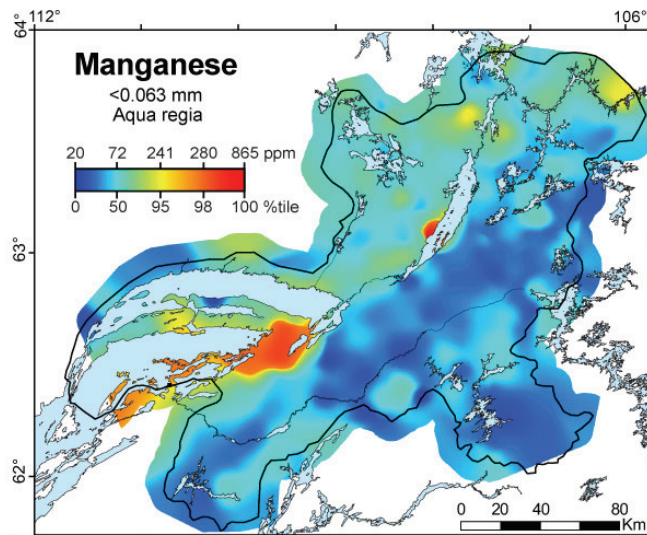 64°
112°
106°
Manganese
<0.063 mm
Aqua regia
20 72 241 280 865 ppm
0 50 95 98 100 %tile
63°
62°
0 20 40 60 80
Km